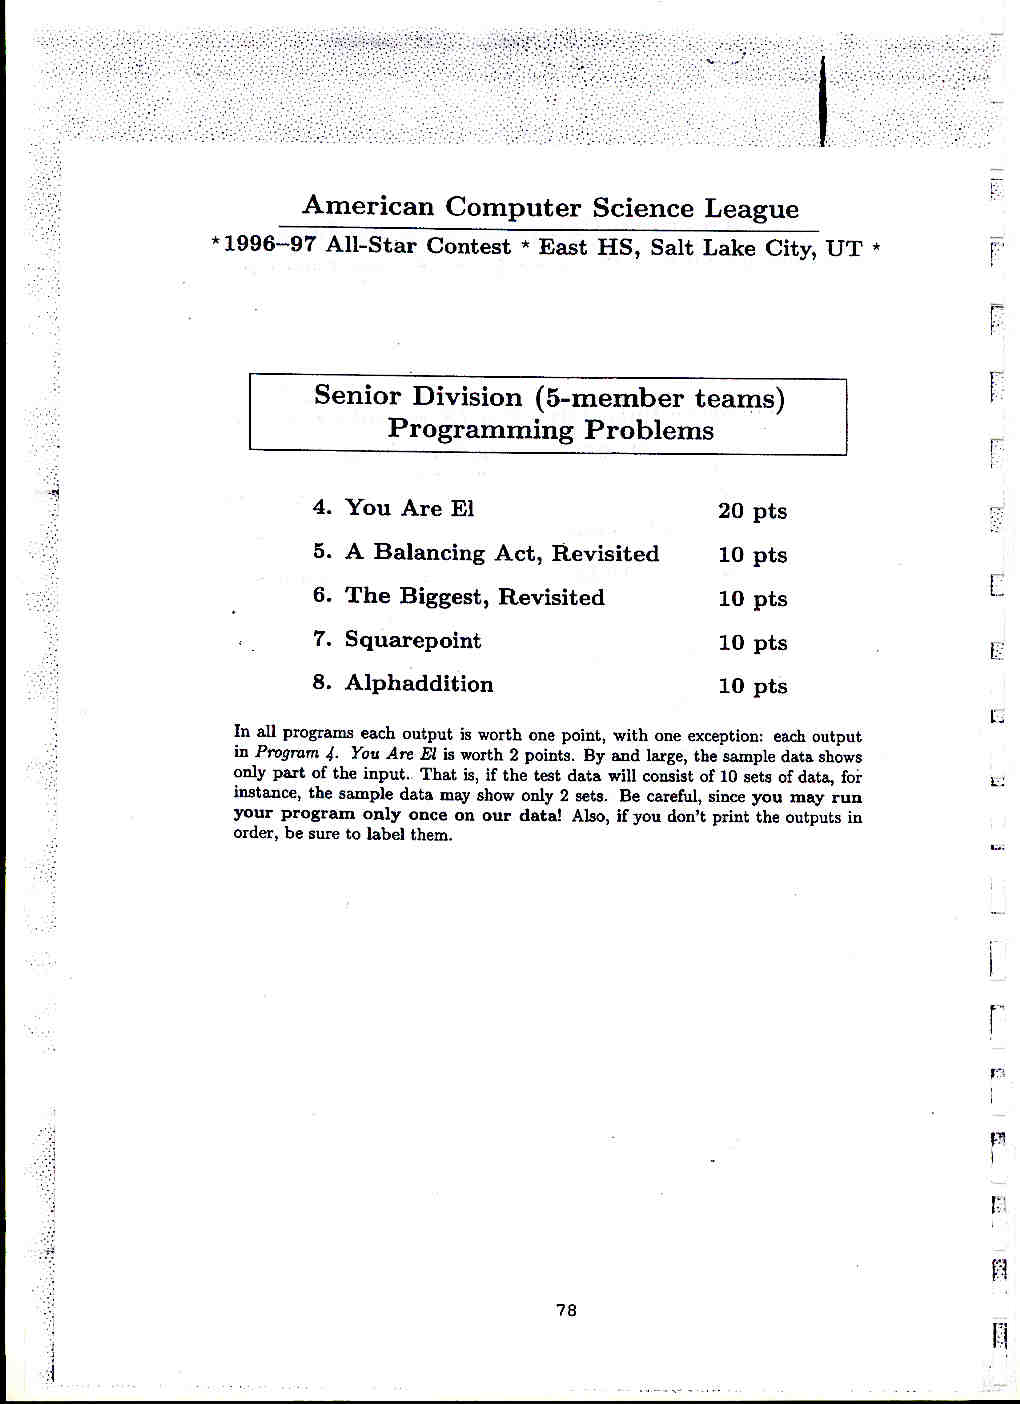 American Computer Science League
*1996–97 All-Star Contest * East HS, Salt Lake City, UT *
Senior Division (5-member teams)
Programming Problems
4. You Are El 20 pts
5. A Balancing Act, Revisited 10 pts
6. The Biggest, Revisited 10 pts
7. Squarepoint 10 pts
8. Alphaddition 10 pts
In all programs each output is worth one point, with one exception: each output
in Program 4. You Are El is worth 2 points. By and large, the sample data shows
only part of the input. That is, if the test data will consist of 10 sets of data, for
instance, the sample data may show only 2 sets. Be careful, since you may run
your program only once on our data! Also, if you don't print the outputs in
order, be sure to label them.
78